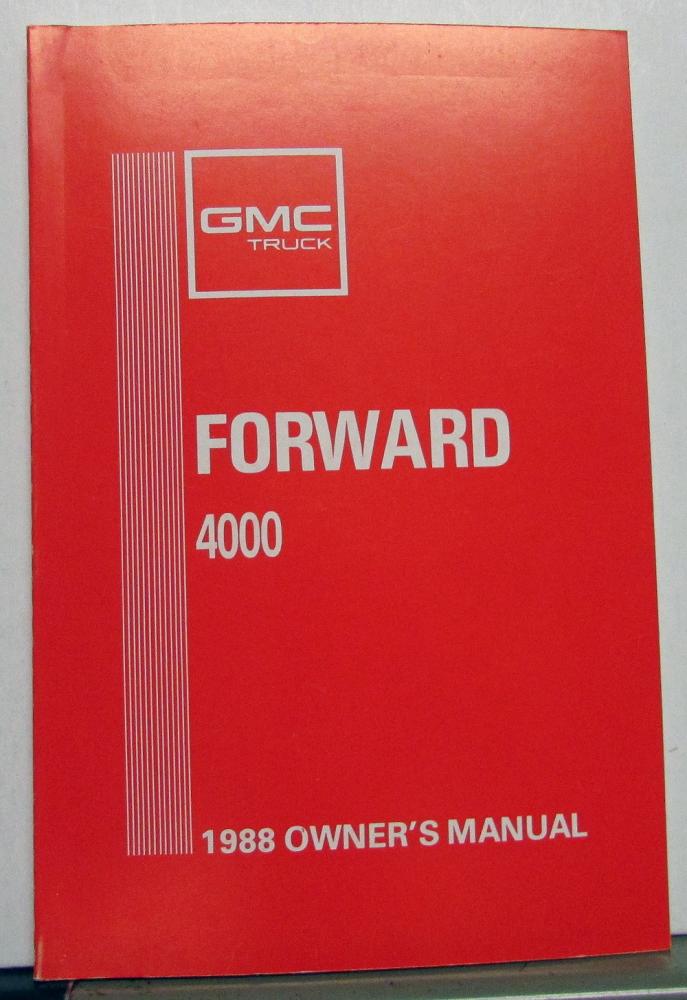 GMC
TRUCK
FORWARD
4000
1988 OWNER'S MANUAL